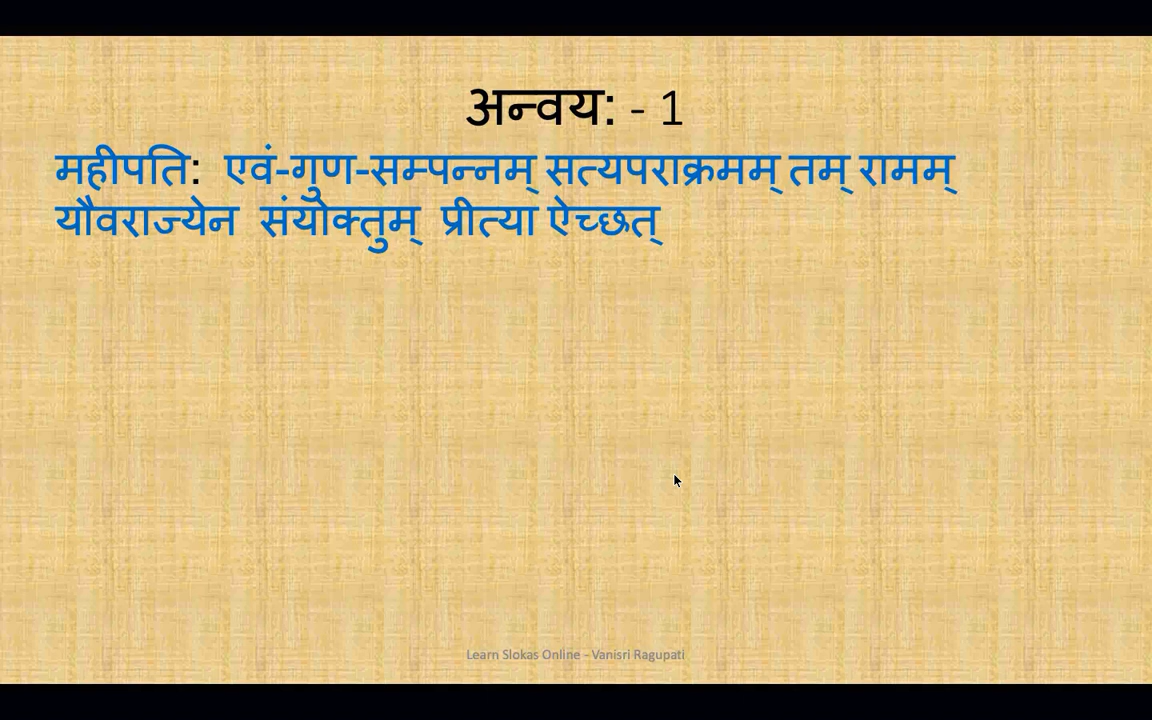 अन्वय: - 1
महीपति: एवं-गुण-सम्पन्नम् सत्यपराक्रमम् तम् रामम्
यौवराज्येन संयोक्तुम् प्रीत्या ऐच्छत्
Learn Slokas Online - Vanisri Ragupati